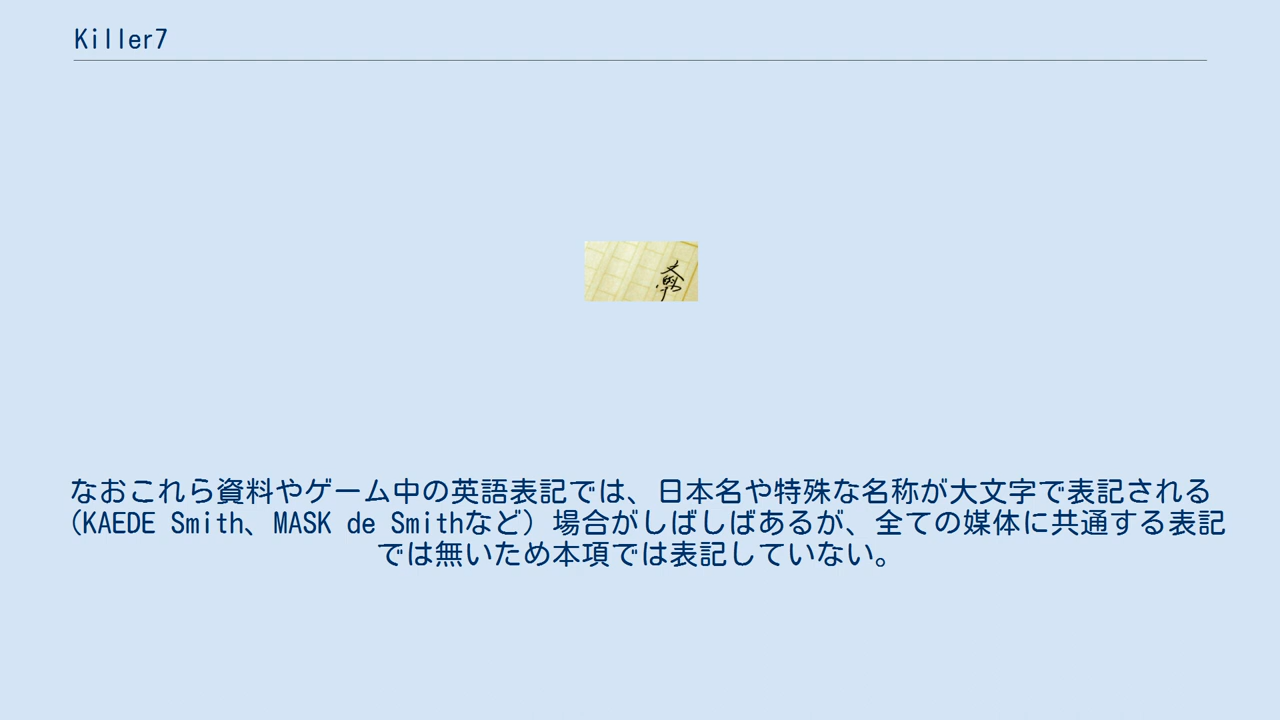 Killer7
なおこれら資料やゲーム中の英語表記では、日本名や特殊な名称が大文字で表記される
(KAEDE Smith、MASK de Smithなど) 場合がしばしばあるが、全ての媒体に共通する表記
では無いため本項では表記していない。